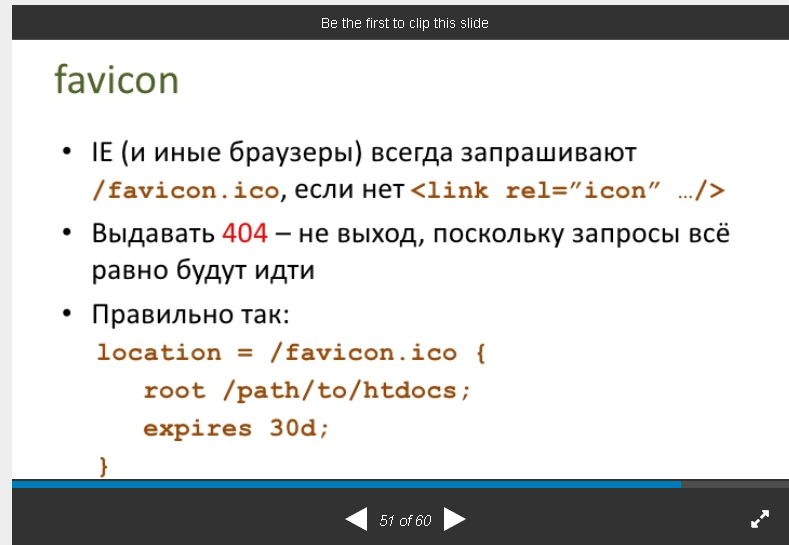 Be the first to clip this slide
favicon
• IE (и иные браузеры) всегда запрашивают
/favicon.ico, если нет <link rel=”icon” …/>
• Выдавать 404 – не выход, поскольку запросы всё
равно будут идти
• Правильно так:
location = /favicon.ico {
root /path/to/htdocs;
expires 30d;
}
51 of 60